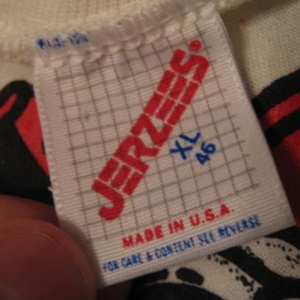 JERZEES.
XL
46
MADE IN U.S.A.
FOR CARE & CONTENT SEE REVERSE